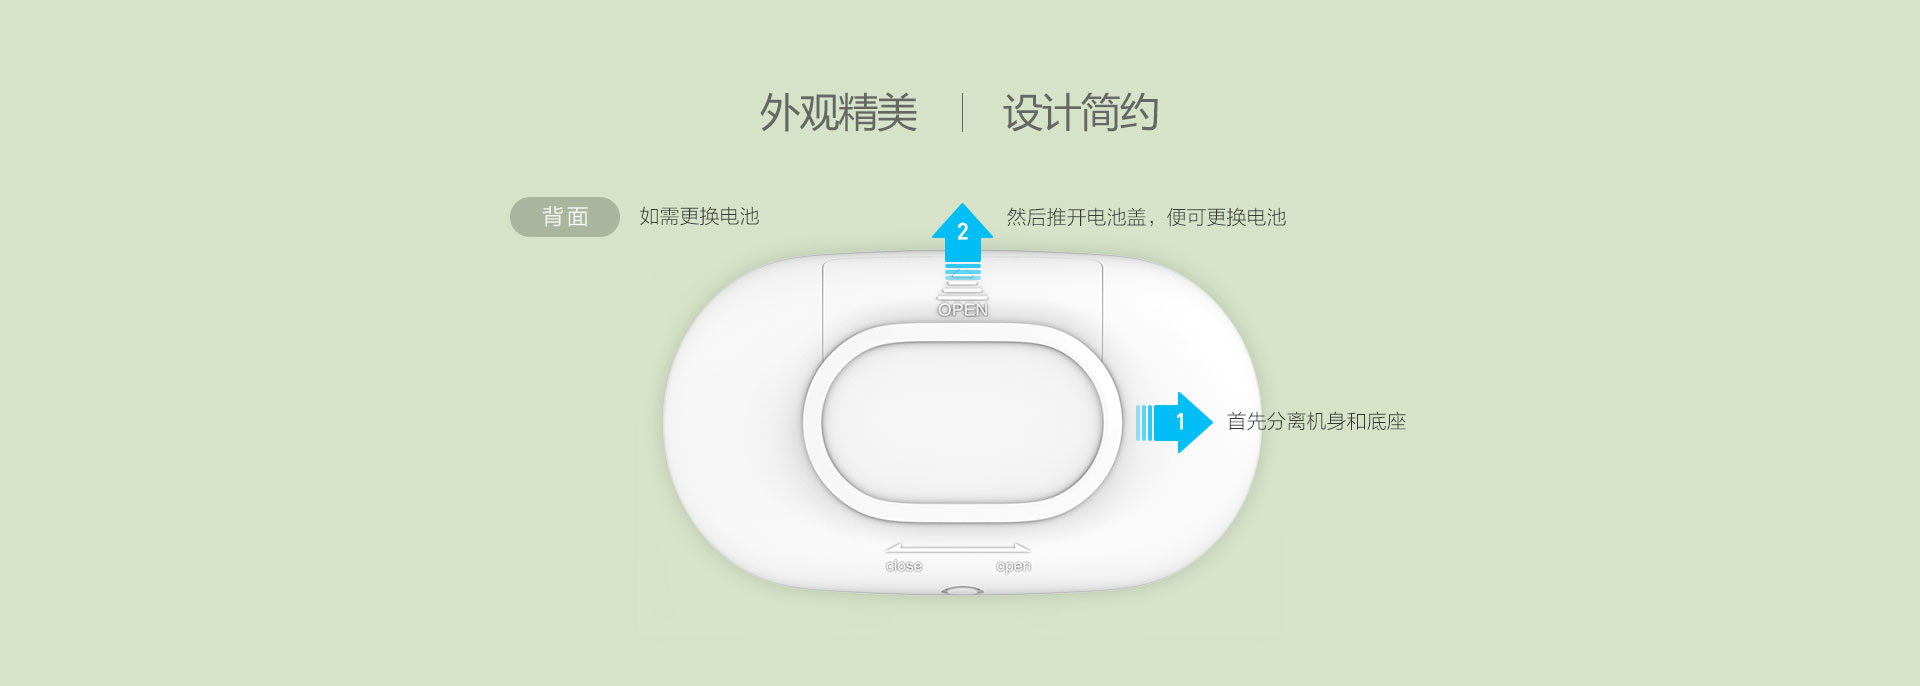 外观精美 | 设计简约
背面 如需更换电池
2 然后推开电池盖，便可更换电池
OPEN
1 首先分离机身和底座
close open